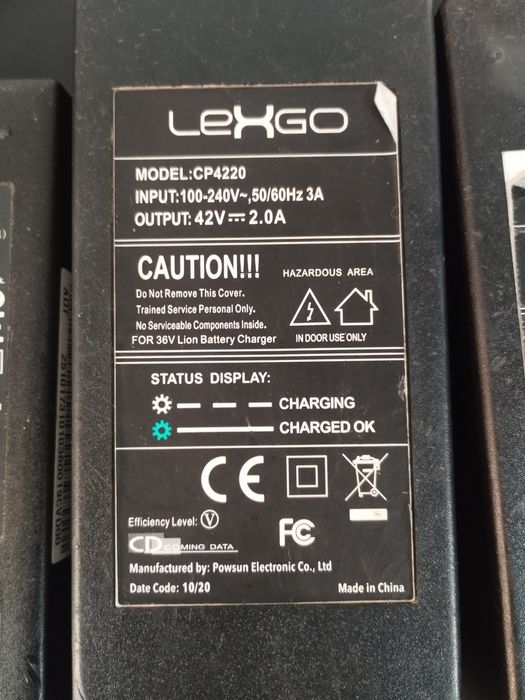 LexGO
MODEL:CP4220
INPUT:100-240V~,50/60Hz 3A
OUTPUT: 42V⎓2.0A
CAUTION!!!
Do Not Remove This Cover.
Trained Service Personal Only.
No Serviceable Components Inside.
FOR 36V Lion Battery Charger
HAZARDOUS AREA
IN DOOR USE ONLY
STATUS DISPLAY:
CHARGING
CHARGED OK
CE
Efficiency Level: V
FC
CD COMING DATA
Manufactured by: Powsun Electronic Co., Ltd
Date Code: 10/20
Made in China